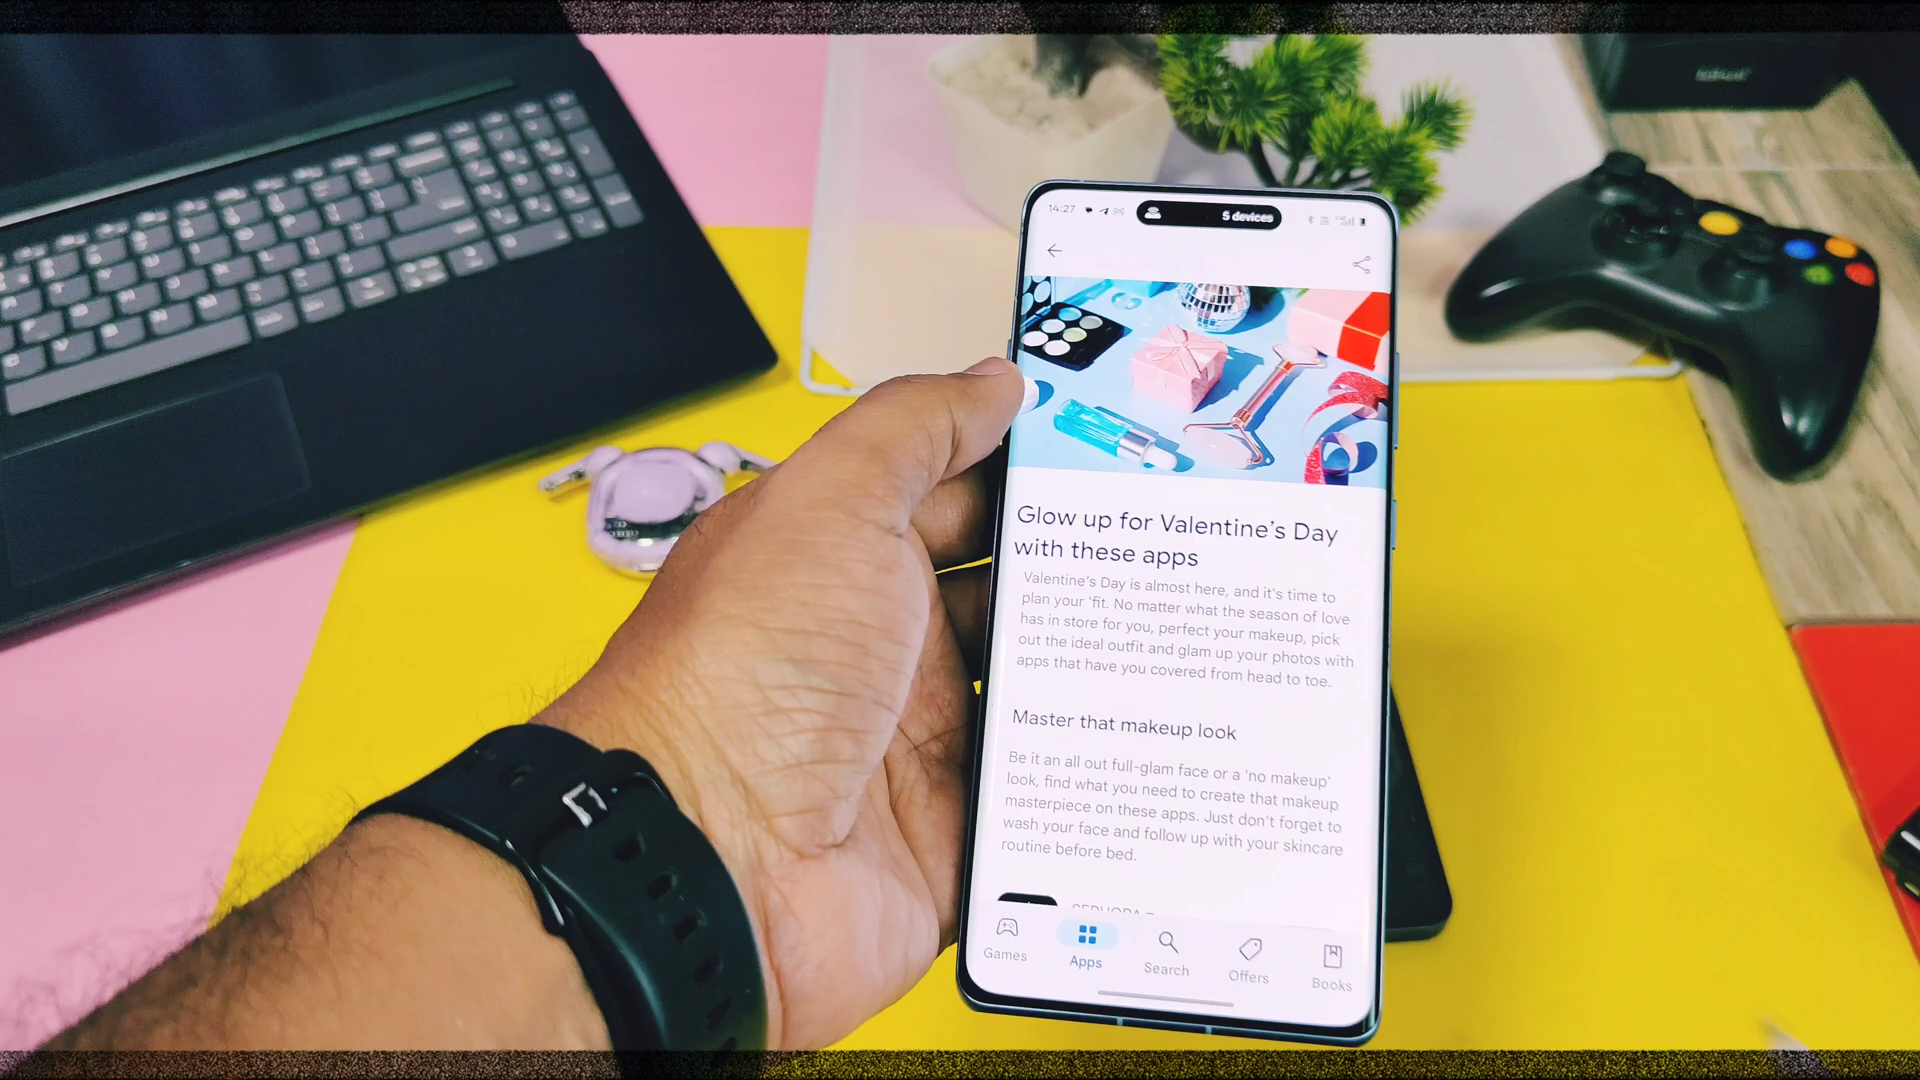 14:27
5 devices
Glow up for Valentine's Day
with these apps
Valentine's Day is almost here, and it's time to
plan your 'fit. No matter what the season of love
has in store for you, perfect your makeup, pick
out the ideal outfit and glam up your photos with
apps that have you covered from head to toe.
Master that makeup look
Be it an all out full-glam face or a 'no makeup'
look, find what you need to create that makeup
masterpiece on these apps. Just don't forget to
wash your face and follow up with your skincare
routine before bed.
Games
Apps
Search
Offers
Books